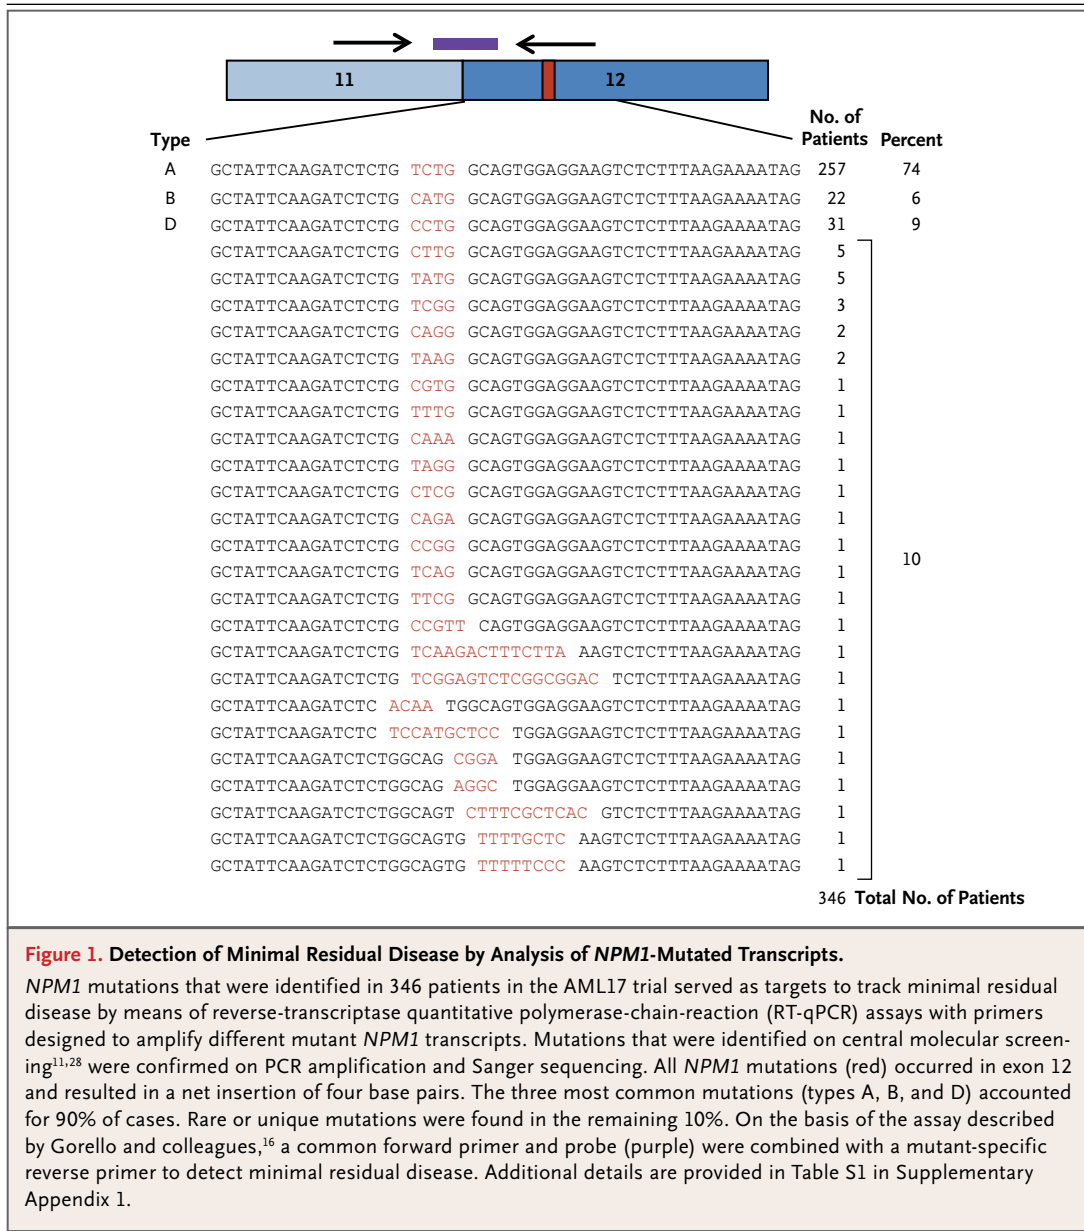 11 12
No. of
Type Patients Percent
A GCTATTCAAGATCTCTG TCTG GCAGTGGAGGAAGTCTCTTTAAGAAAATAG 257 74
B GCTATTCAAGATCTCTG CATG GCAGTGGAGGAAGTCTCTTTAAGAAAATAG 22 6
D GCTATTCAAGATCTCTG CCTG GCAGTGGAGGAAGTCTCTTTAAGAAAATAG 31 9
GCTATTCAAGATCTCTG CTTG GCAGTGGAGGAAGTCTCTTTAAGAAAATAG 5
GCTATTCAAGATCTCTG TATG GCAGTGGAGGAAGTCTCTTTAAGAAAATAG 5
GCTATTCAAGATCTCTG TCGG GCAGTGGAGGAAGTCTCTTTAAGAAAATAG 3
GCTATTCAAGATCTCTG CAGG GCAGTGGAGGAAGTCTCTTTAAGAAAATAG 2
GCTATTCAAGATCTCTG TAAG GCAGTGGAGGAAGTCTCTTTAAGAAAATAG 2
GCTATTCAAGATCTCTG CGTG GCAGTGGAGGAAGTCTCTTTAAGAAAATAG 1
GCTATTCAAGATCTCTG TTTG GCAGTGGAGGAAGTCTCTTTAAGAAAATAG 1
GCTATTCAAGATCTCTG CAAA GCAGTGGAGGAAGTCTCTTTAAGAAAATAG 1
GCTATTCAAGATCTCTG TAGG GCAGTGGAGGAAGTCTCTTTAAGAAAATAG 1
GCTATTCAAGATCTCTG CTCG GCAGTGGAGGAAGTCTCTTTAAGAAAATAG 1
GCTATTCAAGATCTCTG CAGA GCAGTGGAGGAAGTCTCTTTAAGAAAATAG 1
GCTATTCAAGATCTCTG CCGG GCAGTGGAGGAAGTCTCTTTAAGAAAATAG 1
10
GCTATTCAAGATCTCTG TCAG GCAGTGGAGGAAGTCTCTTTAAGAAAATAG 1
GCTATTCAAGATCTCTG TTCG GCAGTGGAGGAAGTCTCTTTAAGAAAATAG 1
GCTATTCAAGATCTCTG CCGTT CAGTGGAGGAAGTCTCTTTAAGAAAATAG 1
GCTATTCAAGATCTCTG TCAAGACTTTCTTA AAGTCTCTTTAAGAAAATAG 1
GCTATTCAAGATCTCTG TCGGAGTCTCGGCGGAC TCTCTTTAAGAAAATAG 1
GCTATTCAAGATCTC ACAA TGGCAGTGGAGGAAGTCTCTTTAAGAAAATAG 1
GCTATTCAAGATCTC TCCATGCTCC TGGAGGAAGTCTCTTTAAGAAAATAG 1
GCTATTCAAGATCTCTGGCAG CGGA TGGAGGAAGTCTCTTTAAGAAAATAG 1
GCTATTCAAGATCTCTGGCAG AGGC TGGAGGAAGTCTCTTTAAGAAAATAG 1
GCTATTCAAGATCTCTGGCAGT CTTTCGCTCAC GTCTCTTTAAGAAAATAG 1
GCTATTCAAGATCTCTGGCAGTG TTTTGCTC AAGTCTCTTTAAGAAAATAG 1
GCTATTCAAGATCTCTGGCAGTG TTTTTCCC AAGTCTCTTTAAGAAAATAG 1
346 Total No. of Patients
Figure 1. Detection of Minimal Residual Disease by Analysis of NPM1-Mutated Transcripts.
NPM1 mutations that were identified in 346 patients in the AML17 trial served as targets to track minimal residual
disease by means of reverse-transcriptase quantitative polymerase-chain-reaction (RT-qPCR) assays with primers
designed to amplify different mutant NPM1 transcripts. Mutations that were identified on central molecular screen-
ing11,28 were confirmed on PCR amplification and Sanger sequencing. All NPM1 mutations (red) occurred in exon 12
and resulted in a net insertion of four base pairs. The three most common mutations (types A, B, and D) accounted
for 90% of cases. Rare or unique mutations were found in the remaining 10%. On the basis of the assay described
by Gorello and colleagues,16 a common forward primer and probe (purple) were combined with a mutant-specific
reverse primer to detect minimal residual disease. Additional details are provided in Table S1 in Supplementary
Appendix 1.